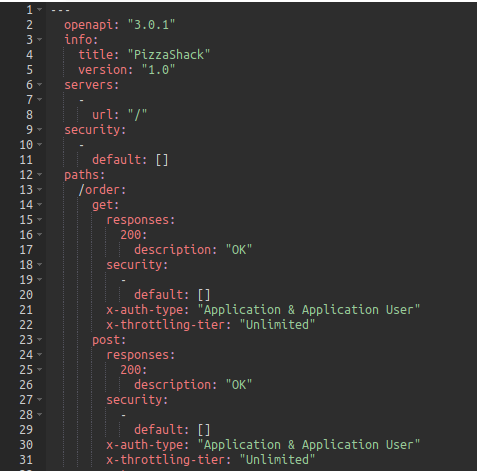 1 ---
2   openapi: "3.0.1"
3   info:
4     title: "PizzaShack"
5     version: "1.0"
6   servers:
7     -
8       url: "/"
9   security:
10     -
11       default: []
12   paths:
13     /order:
14       get:
15         responses:
16           200:
17             description: "OK"
18         security:
19           -
20             default: []
21         x-auth-type: "Application & Application User"
22         x-throttling-tier: "Unlimited"
23       post:
24         responses:
25           200:
26             description: "OK"
27         security:
28           -
29             default: []
30         x-auth-type: "Application & Application User"
31         x-throttling-tier: "Unlimited"